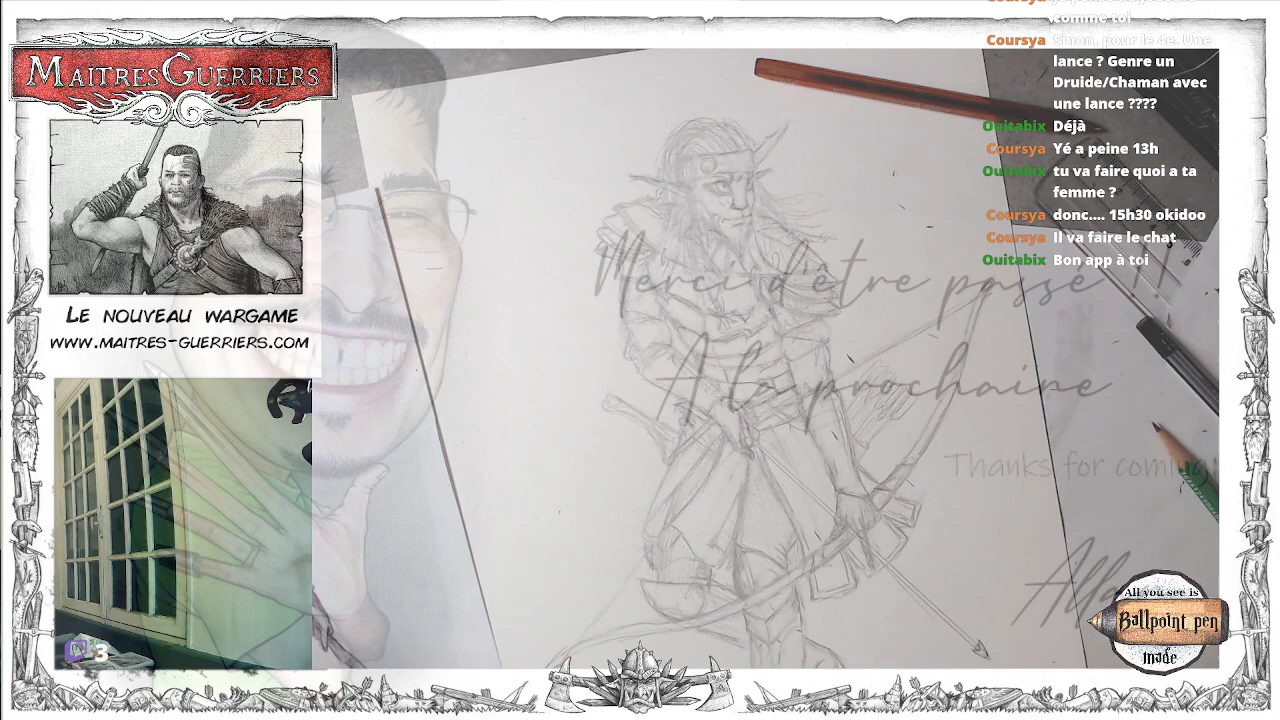 MAITRESGUERRIERS
LE NOUVEAU WARGAME
WWW.MAITRES-GUERRIERS.COM
3
comme toi
Coursya Sinon, pour le 4e, Une
lance ? Genre un
Druide/Chaman avec
une lance ????
Ouitabix Déjà
Coursya Yé a peine 13h
Ouitabix tu va faire quoi a ta
femme ?
Coursya donc.... 15h30 okidoo
Coursya Il va faire le chat
Ouitabix Bon app à toi
Merci d'être passé !!
A la prochaine
Thanks for coming
All you see is
Ballpoint pen
made